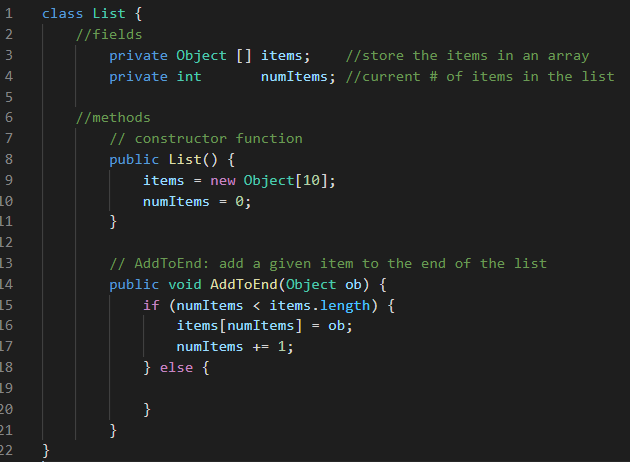 1 class List {
2 //fields
3 private Object [] items; //store the items in an array
4 private int numItems; //current # of items in the list
5
6 //methods
7 // constructor function
8 public List() {
9 items = new Object[10];
10 numItems = 0;
11 }
12
13 // AddToEnd: add a given item to the end of the list
14 public void AddToEnd(Object ob) {
15 if (numItems < items.length) {
16 items[numItems] = ob;
17 numItems += 1;
18 } else {
19
20 }
21 }
22 }